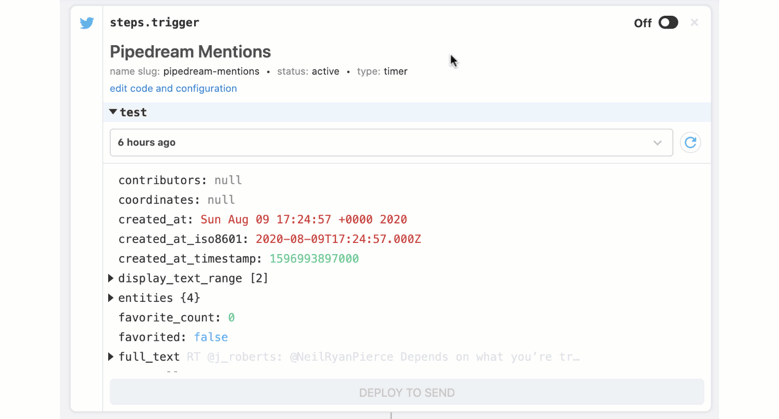 steps.trigger
Off
Pipedream Mentions
name slug: pipedream-mentions • status: active • type: timer
edit code and configuration
test
6 hours ago
contributors: null
coordinates: null
created_at: Sun Aug 09 17:24:57 +0000 2020
created_at_iso8601: 2020-08-09T17:24:57.000Z
created_at_timestamp: 1596993897000
display_text_range [2]
entities {4}
favorite_count: 0
favorited: false
full_text RT @j_roberts: @NeilRyanPierce Depends on what you’re tr…
DEPLOY TO SEND